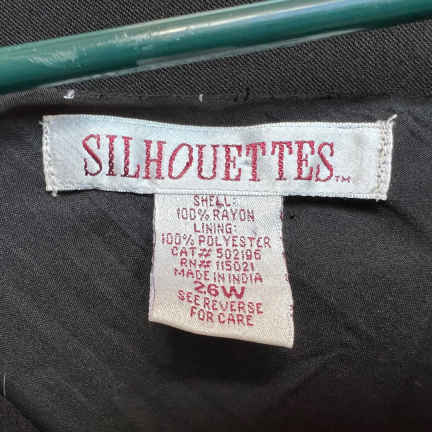 SILHOUETTES™
SHELL:
100% RAYON
LINING:
100% POLYESTER
CAT# 502196
RN# 115021
MADE IN INDIA
26W
SEE REVERSE
FOR CARE